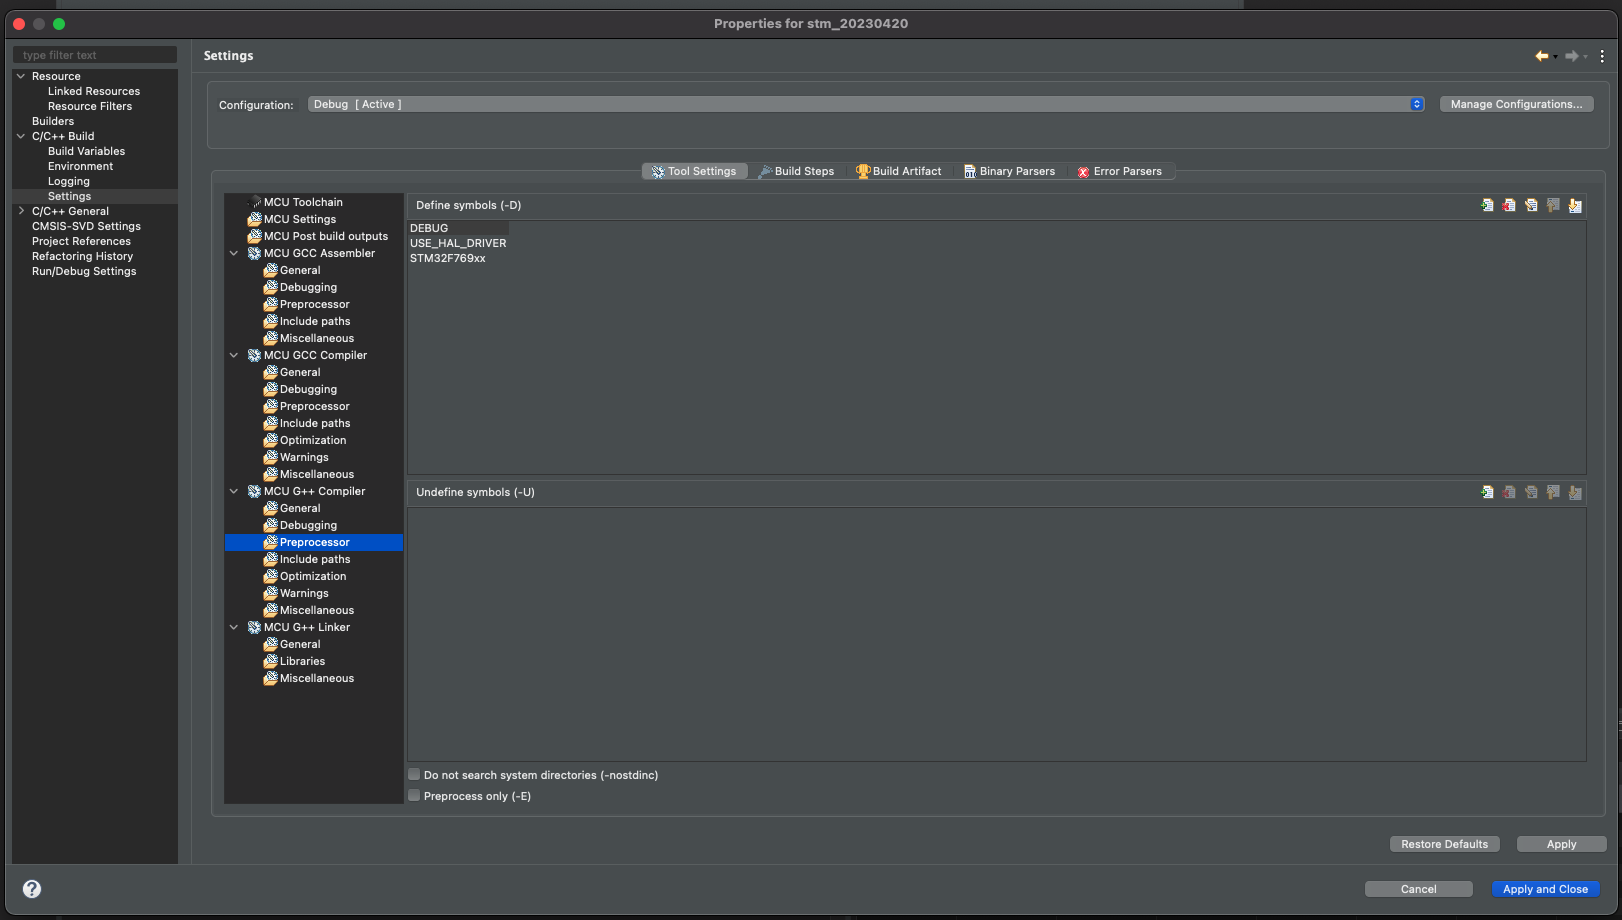 Properties for stm_20230420
type filter text
Resource
Linked Resources
Resource Filters
Builders
C/C++ Build
Build Variables
Environment
Logging
Settings
C/C++ General
CMSIS-SVD Settings
Project References
Refactoring History
Run/Debug Settings
Settings
Configuration:
Debug [ Active ]
Manage Configurations...
Tool Settings
Build Steps
Build Artifact
Binary Parsers
Error Parsers
MCU Toolchain
MCU Settings
MCU Post build outputs
MCU GCC Assembler
General
Debugging
Preprocessor
Include paths
Miscellaneous
MCU GCC Compiler
General
Debugging
Preprocessor
Include paths
Optimization
Warnings
Miscellaneous
MCU G++ Compiler
General
Debugging
Preprocessor
Include paths
Optimization
Warnings
Miscellaneous
MCU G++ Linker
General
Libraries
Miscellaneous
Define symbols (-D)
DEBUG
USE_HAL_DRIVER
STM32F769xx
Undefine symbols (-U)
Do not search system directories (-nostdinc)
Preprocess only (-E)
Restore Defaults
Apply
?
Cancel
Apply and Close